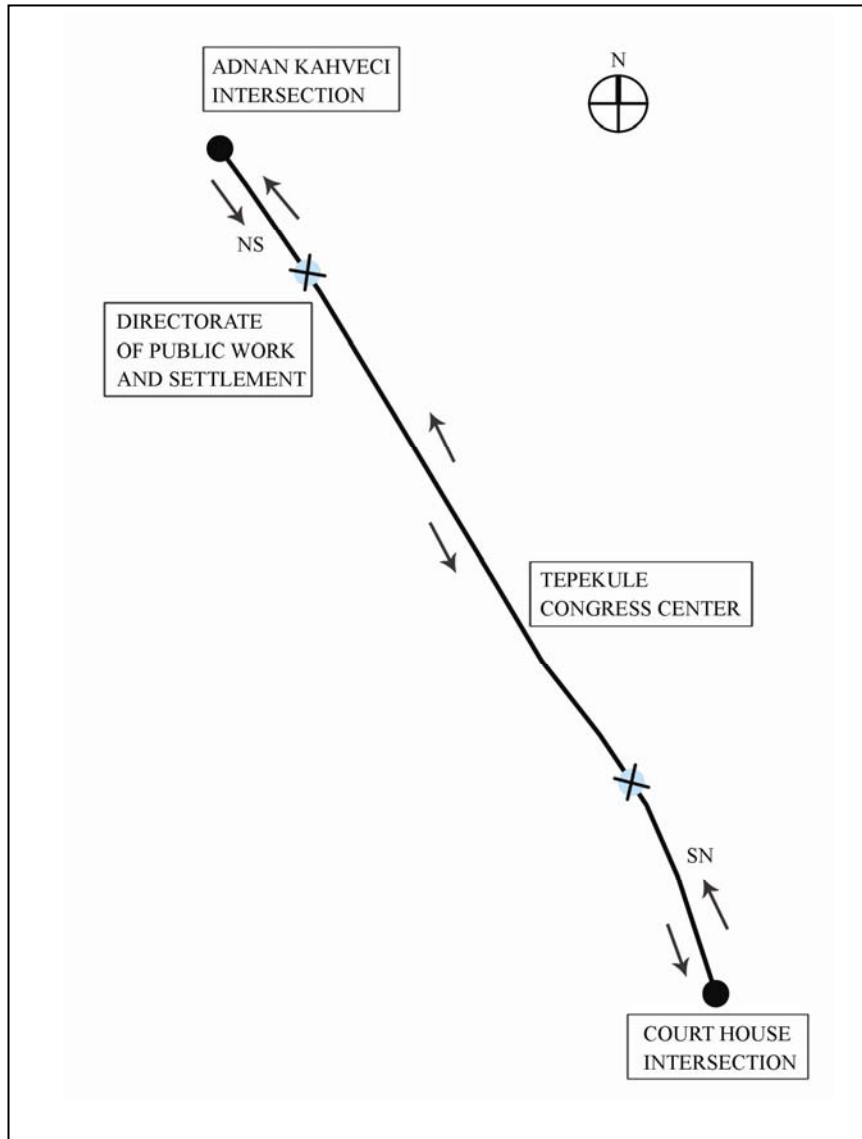 ADNAN KAHVECI
INTERSECTION
N
NS
DIRECTORATE
OF PUBLIC WORK
AND SETTLEMENT
TEPEKULE
CONGRESS CENTER
SN
COURT HOUSE
INTERSECTION